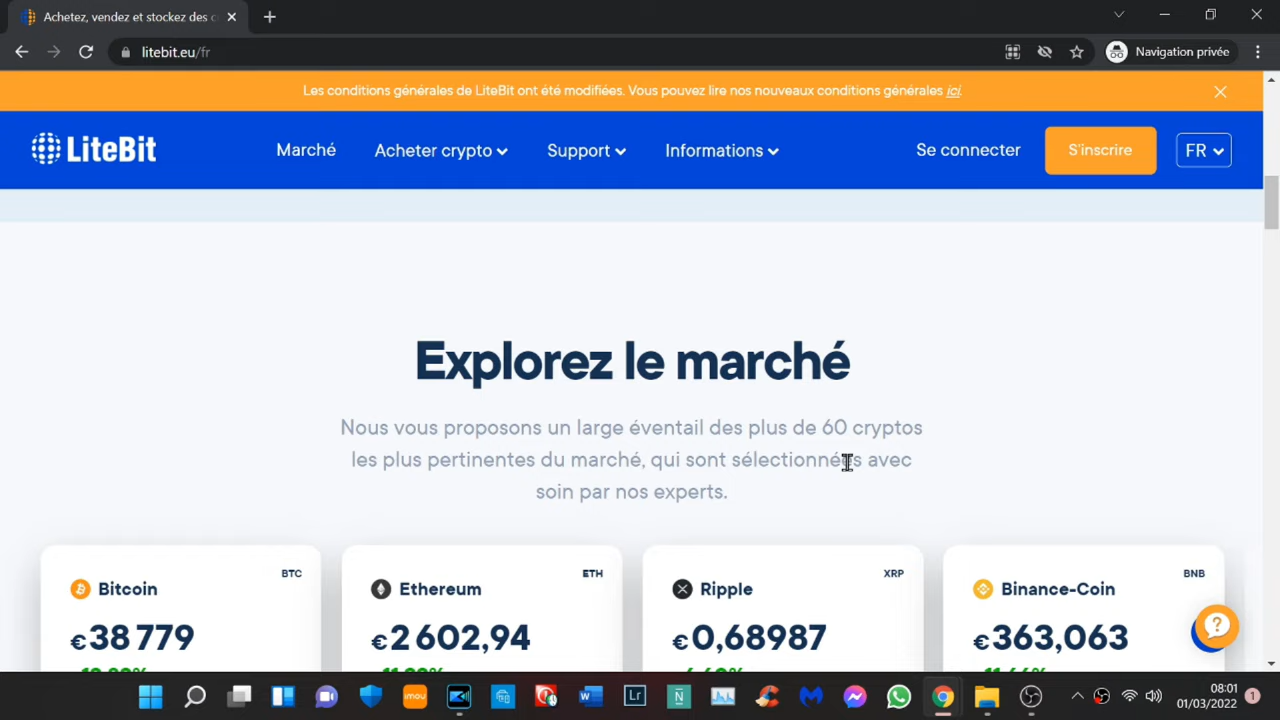 Achetez, vendez et stockez des c
litebit.eu/fr
Navigation privée
Les conditions générales de LiteBit ont été modifiées. Vous pouvez lire nos nouveaux conditions générales ici.
LiteBit
Marché
Acheter crypto
Support
Informations
Se connecter
S'inscrire
FR
Explorez le marché
Nous vous proposons un large éventail des plus de 60 cryptos
les plus pertinentes du marché, qui sont sélectionnées avec
soin par nos experts.
Bitcoin BTC
€38 779
Ethereum ETH
€2 602,94
Ripple XRP
€0,68987
Binance-Coin BNB
€363,063
imou
Lr
08:01
01/03/2022
1